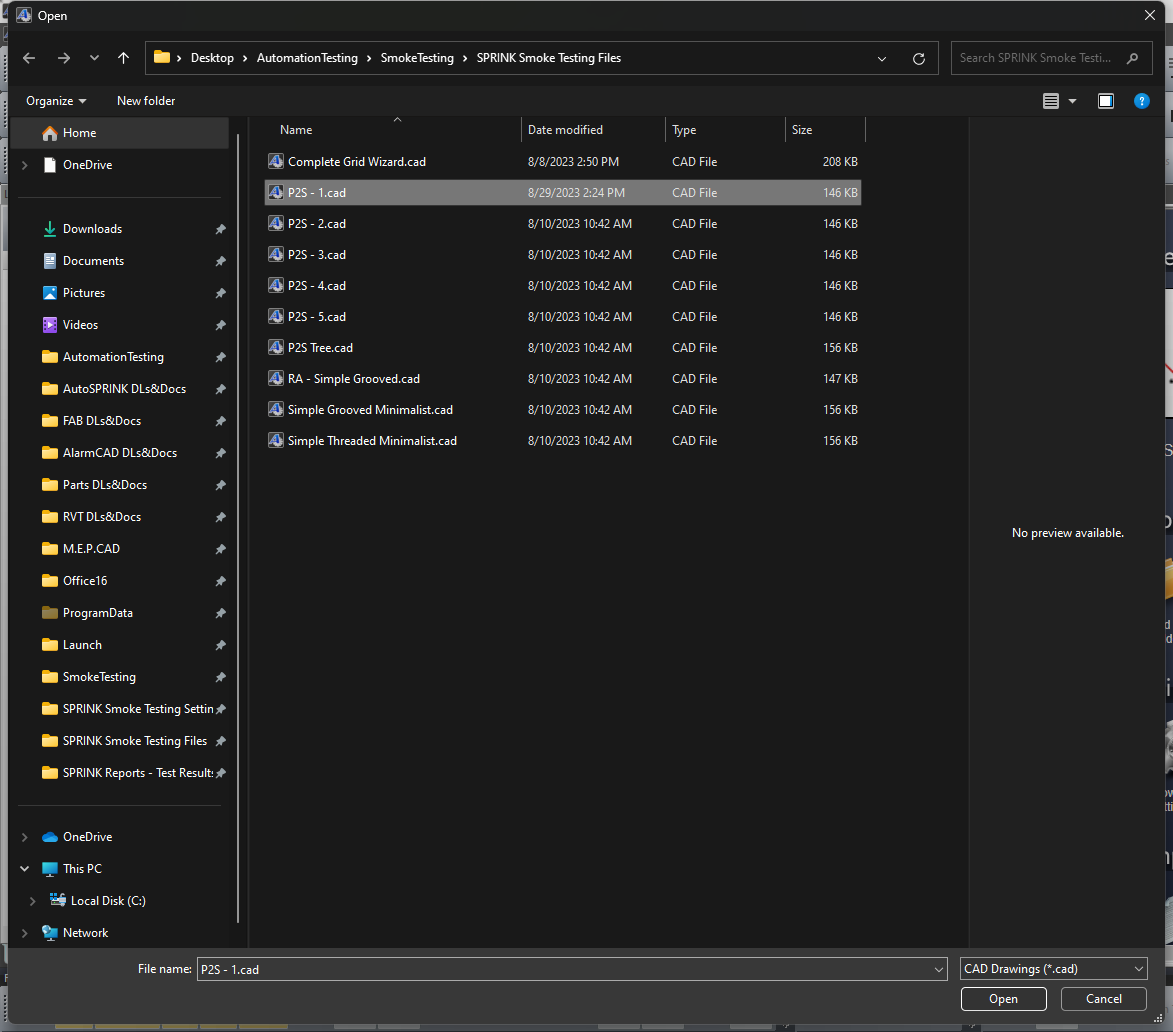 Open
Desktop > AutomationTesting > SmokeTesting > SPRINK Smoke Testing Files
Search SPRINK Smoke Testi...
Organize
New folder
?
Home
OneDrive
Downloads
Documents
Pictures
Videos
AutomationTesting
AutoSPRINK DLs&Docs
FAB DLs&Docs
AlarmCAD DLs&Docs
Parts DLs&Docs
RVT DLs&Docs
M.E.P.CAD
Office16
ProgramData
Launch
SmokeTesting
SPRINK Smoke Testing Settin
SPRINK Smoke Testing Files
SPRINK Reports - Test Results
OneDrive
This PC
Local Disk (C:)
Network
Name Date modified Type Size
Complete Grid Wizard.cad 8/8/2023 2:50 PM CAD File 208 KB
P2S - 1.cad 8/29/2023 2:24 PM CAD File 146 KB
P2S - 2.cad 8/10/2023 10:42 AM CAD File 146 KB
P2S - 3.cad 8/10/2023 10:42 AM CAD File 146 KB
P2S - 4.cad 8/10/2023 10:42 AM CAD File 146 KB
P2S - 5.cad 8/10/2023 10:42 AM CAD File 146 KB
P2S Tree.cad 8/10/2023 10:42 AM CAD File 156 KB
RA - Simple Grooved.cad 8/10/2023 10:42 AM CAD File 147 KB
Simple Grooved Minimalist.cad 8/10/2023 10:42 AM CAD File 156 KB
Simple Threaded Minimalist.cad 8/10/2023 10:42 AM CAD File 156 KB
No preview available.
File name: P2S - 1.cad
CAD Drawings (*.cad)
Open
Cancel